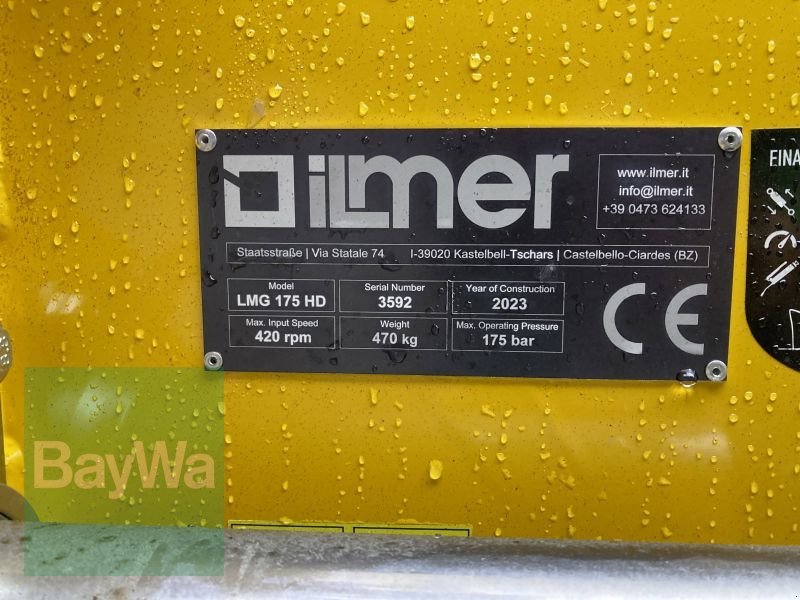 ilmer
www.ilmer.it
info@ilmer.it
+39 0473 624133
Staatsstraße | Via Statale 74 I-39020 Kastelbell-Tschars | Castelbello-Ciardes (BZ)
Model Serial Number Year of Construction
LMG 175 HD 3592 2023
Max. Input Speed Weight Max. Operating Pressure
420 rpm 470 kg 175 bar
CE
BayWa